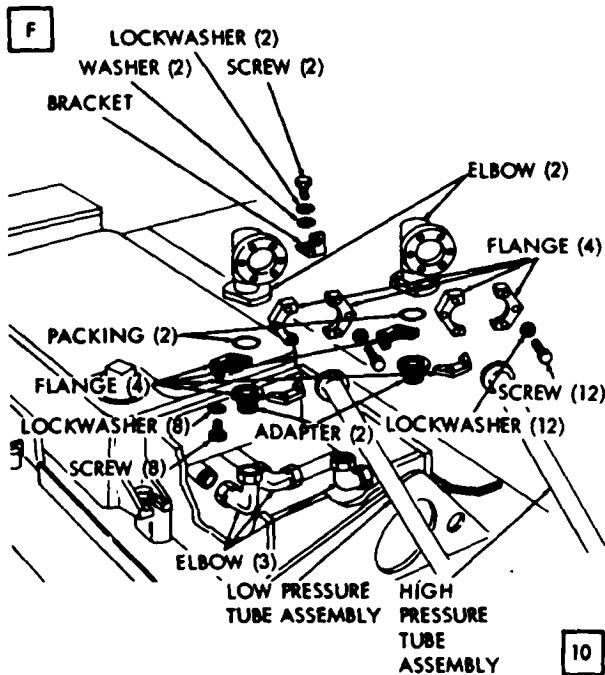 F
LOCKWASHER (2)
WASHER (2)
SCREW (2)
BRACKET
ELBOW (2)
FLANGE (4)
PACKING (2)
FLANGE (4)
SCREW (12)
LOCKWASHER (8)
ADAPTER (2)
LOCKWASHER (12)
SCREW (8)
ELBOW (3)
LOW PRESSURE
TUBE ASSEMBLY
HIGH
PRESSURE
TUBE
ASSEMBLY
10